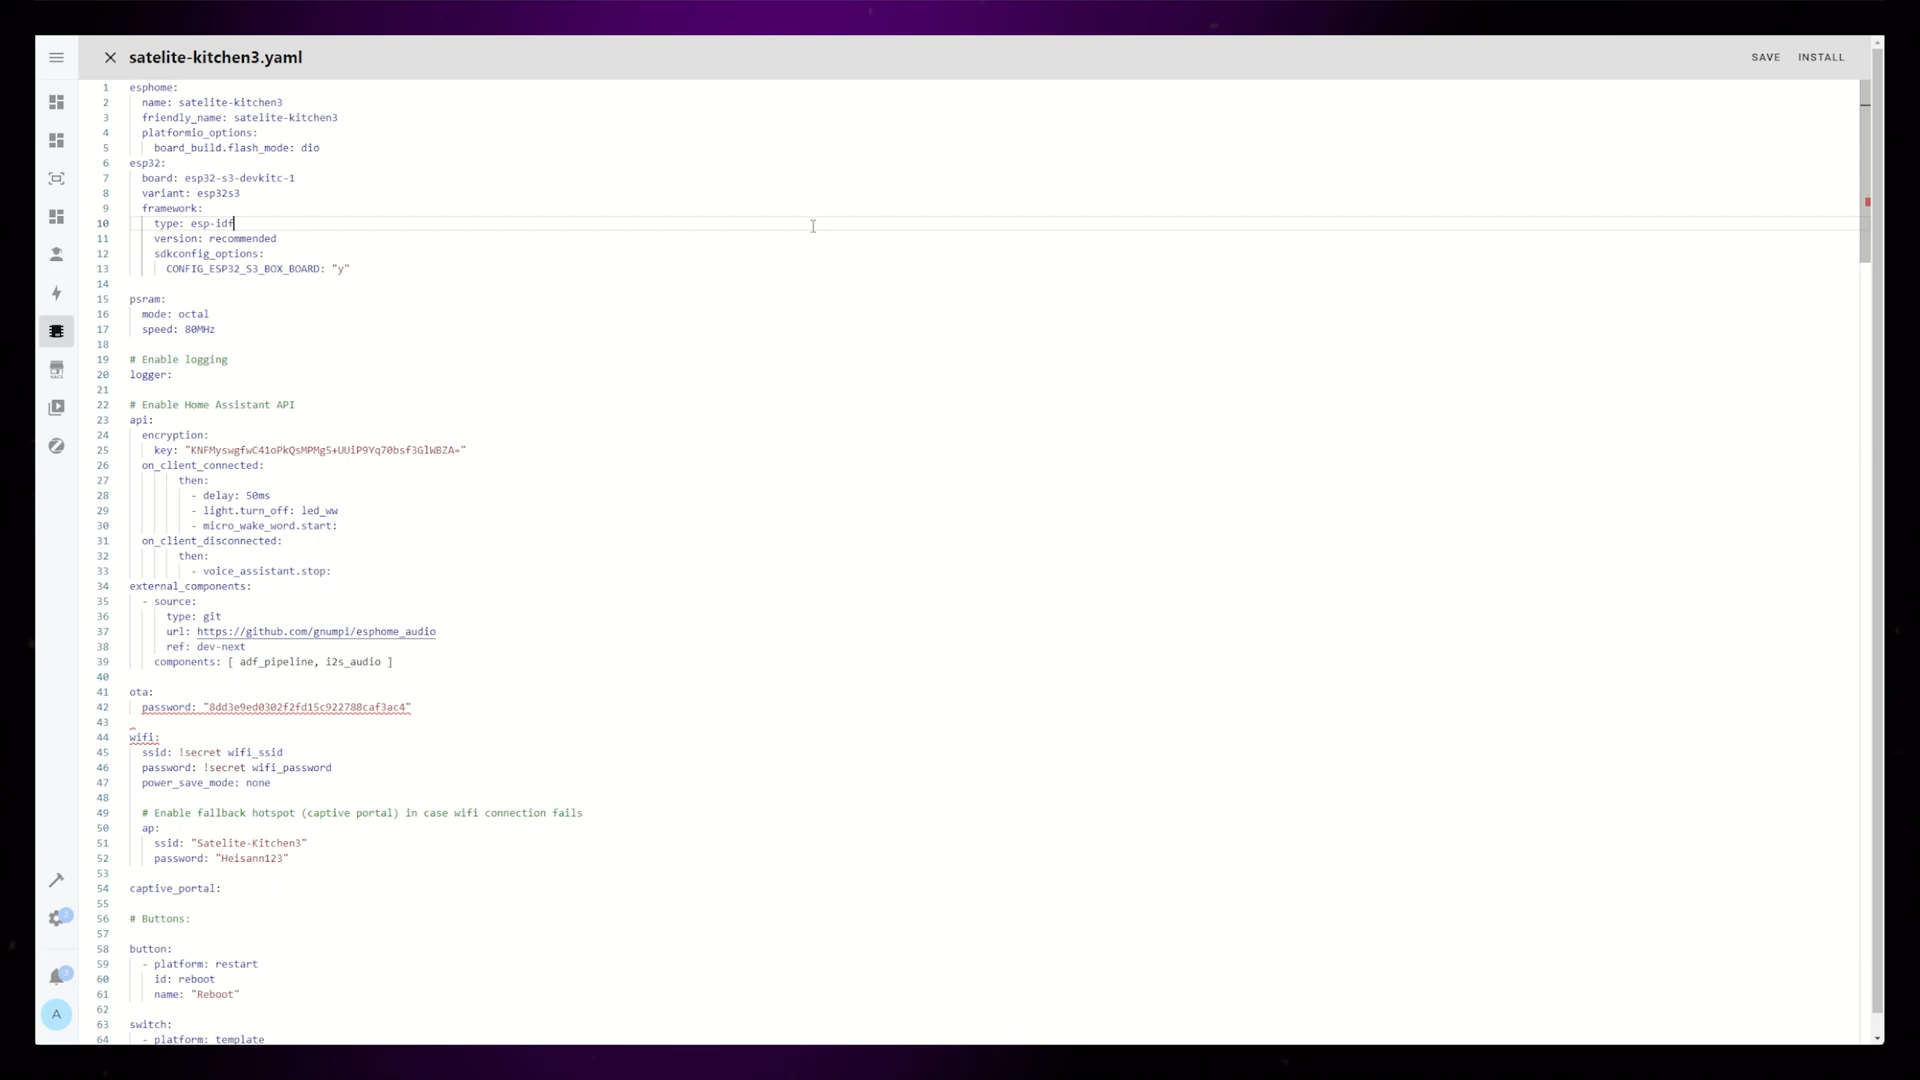 satelite-kitchen3.yaml
SAVE INSTALL
1 esphome:
2 name: satelite-kitchen3
3 friendly_name: satelite-kitchen3
4 platformio_options:
5 board_build.flash_mode: dio
6 esp32:
7 board: esp32-s3-devkitc-1
8 variant: esp32s3
9 framework:
10 type: esp-idf
11 version: recommended
12 sdkconfig_options:
13 CONFIG_ESP32_S3_BOX_BOARD: "y"
14
15 psram:
16 mode: octal
17 speed: 80MHz
18
19 # Enable logging
20 logger:
21
22 # Enable Home Assistant API
23 api:
24 encryption:
25 key: "KNFMyswgfwC41oPkQsMPMg5+UUiP9Yq70bsf3GlWBZA="
26 on_client_connected:
27 then:
28 - delay: 50ms
29 - light.turn_off: led_ww
30 - micro_wake_word.start:
31 on_client_disconnected:
32 then:
33 - voice_assistant.stop:
34 external_components:
35 - source:
36 type: git
37 url: https://github.com/gnumpi/esphome_audio
38 ref: dev-next
39 components: [ adf_pipeline, i2s_audio ]
40
41 ota:
42 password: "8dd3e9ed0302f2fd15c922788caf3ac4"
43
44 wifi:
45 ssid: !secret wifi_ssid
46 password: !secret wifi_password
47 power_save_mode: none
48
49 # Enable fallback hotspot (captive portal) in case wifi connection fails
50 ap:
51 ssid: "Satelite-Kitchen3"
52 password: "Heisann123"
53
54 captive_portal:
55
56 # Buttons:
57
58 button:
59 - platform: restart
60 id: reboot
61 name: "Reboot"
62
63 switch:
64 - platform: template
HACS
2
3
A